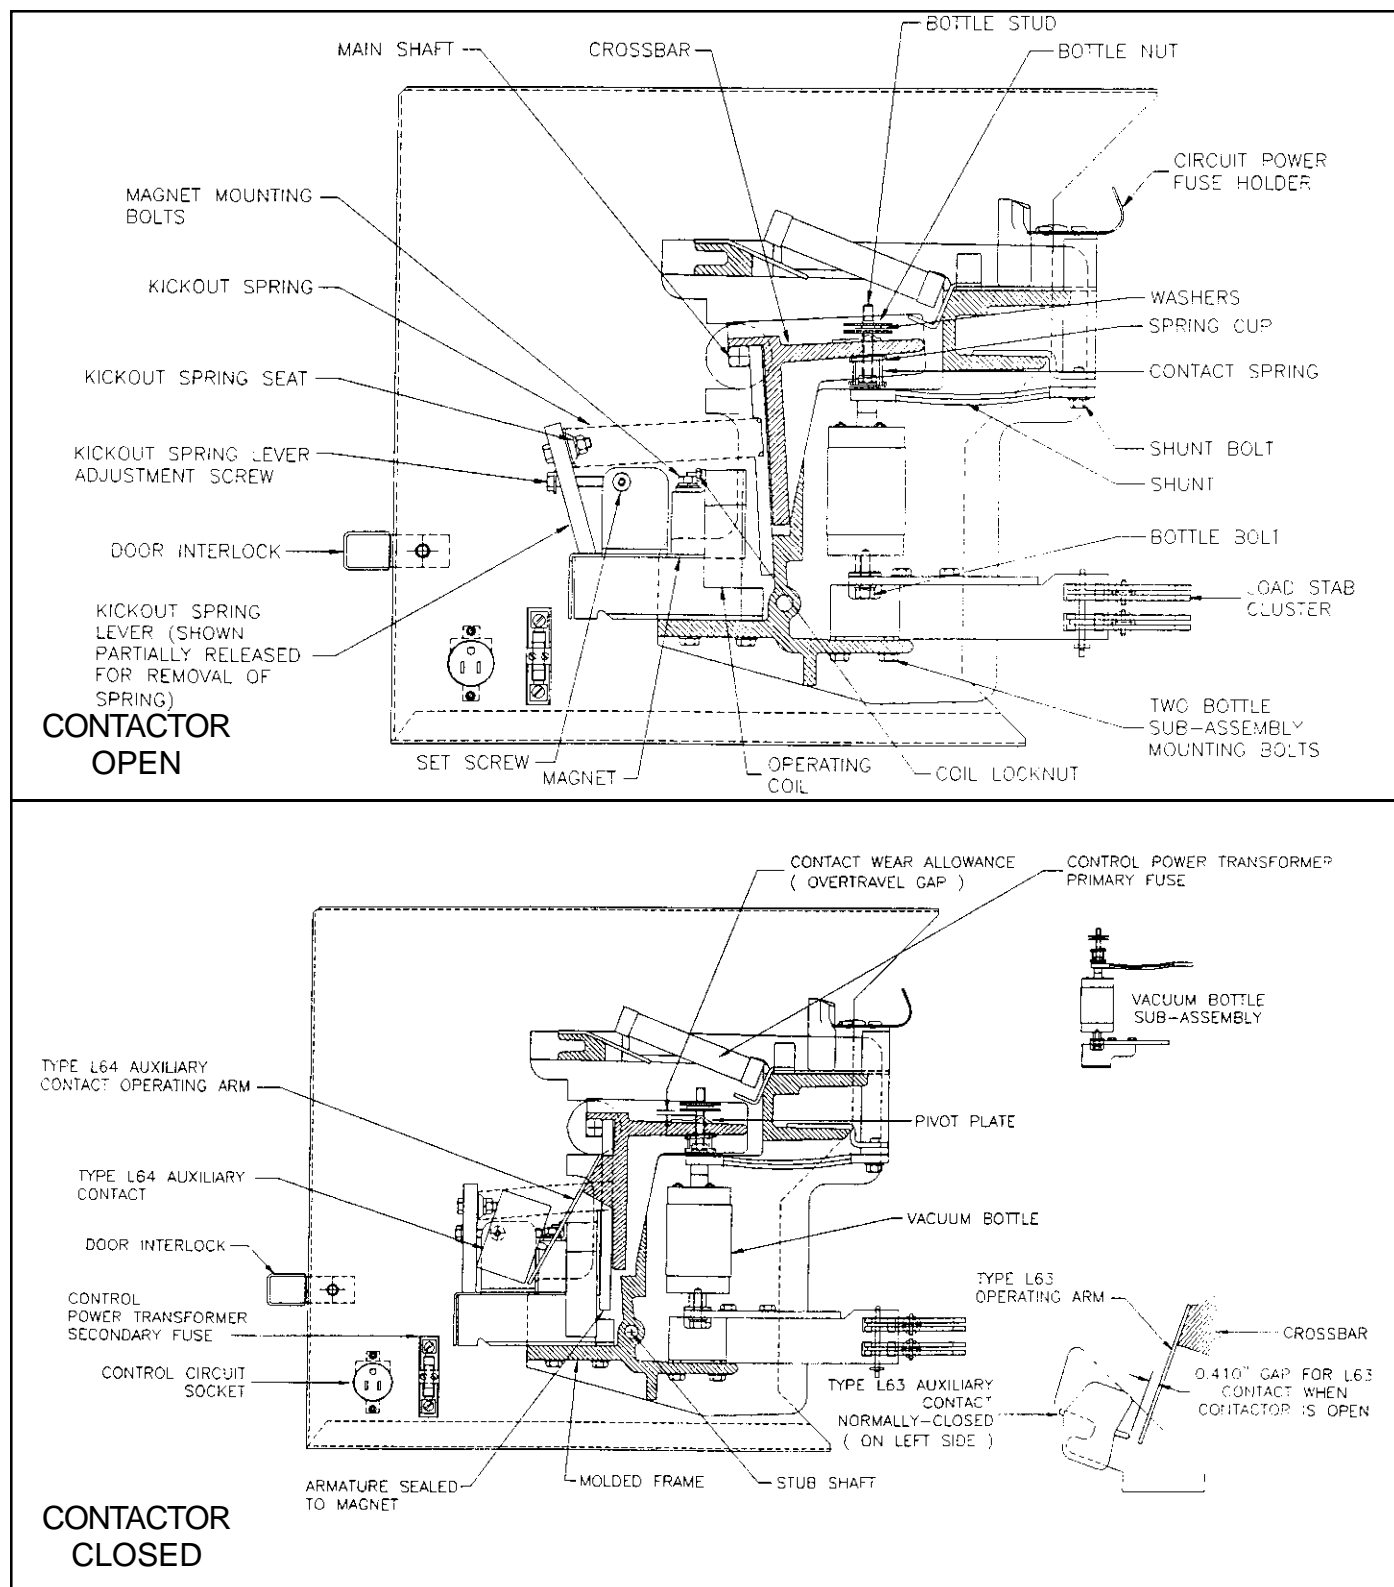 BOTTLE STUD
MAIN SHAFT
CROSSBAR
BOTTLE NUT
CIRCUIT POWER
FUSE HOLDER
MAGNET MOUNTING
BOLTS
KICKOUT SPRING
WASHERS
SPRING CUP
KICKOUT SPRING SEAT
CONTACT SPRING
KICKOUT SPRING LEVER
ADJUSTMENT SCREW
SHUNT BOLT
SHUNT
DOOR INTERLOCK
BOTTLE BOLT
LOAD STAB
CLUSTER
KICKOUT SPRING
LEVER (SHOWN
PARTIALLY RELEASED
FOR REMOVAL OF
SPRING)
TWO BOTTLE
SUB-ASSEMBLY
MOUNTING BOLTS
CONTACTOR
OPEN
SET SCREW
MAGNET
OPERATING
COIL
COIL LOCKNUT
CONTACT WEAR ALLOWANCE
( OVERTRAVEL GAP )
CONTROL POWER TRANSFORMER
PRIMARY FUSE
VACUUM BOTTLE
SUB-ASSEMBLY
TYPE L64 AUXILIARY
CONTACT OPERATING ARM
PIVOT PLATE
TYPE L64 AUXILIARY
CONTACT
VACUUM BOTTLE
DOOR INTERLOCK
TYPE L63
OPERATING ARM
CONTROL
POWER TRANSFORMER
SECONDARY FUSE
CROSSBAR
0.410" GAP FOR L63
CONTACT WHEN
CONTACTOR IS OPEN
CONTROL CIRCUIT
SOCKET
TYPE L63 AUXILIARY
CONTACT
NORMALLY-CLOSED
( ON LEFT SIDE )
ARMATURE SEALED
TO MAGNET
MOLDED FRAME
STUB SHAFT
CONTACTOR
CLOSED